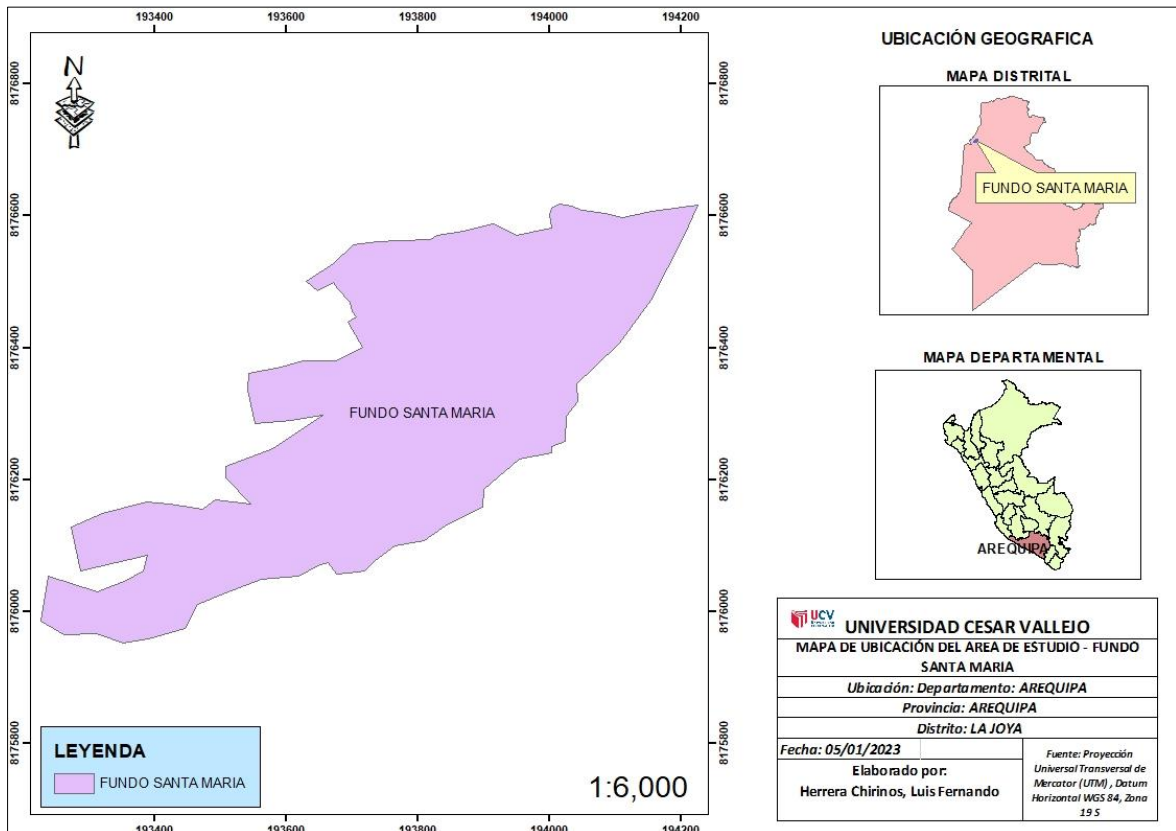 193400 193600 193800 194000 194200
8176800
8176600
8176400
8176200
8176000
8175800
N
FUNDO SANTA MARIA
LEYENDA
FUNDO SANTA MARIA
1:6,000
8176800
8176600
8176400
8176200
8176000
8175800
193400 193600 193800 194000 194200
UBICACIÓN GEOGRAFICA
MAPA DISTRITAL
FUNDO SANTA MARIA
MAPA DEPARTAMENTAL
AREQUIPA
UCV
UNIVERSIDAD CESAR VALLEJO
MAPA DE UBICACIÓN DEL AREA DE ESTUDIO - FUNDO
SANTA MARIA
Ubicación: Departamento: AREQUIPA
Provincia: AREQUIPA
Distrito: LA JOYA
Fecha: 05/01/2023
Elaborado por:
Herrera Chirinos, Luis Fernando
Fuente: Proyección
Universal Transversal de
Mercator (UTM) , Datum
Horizontal WGS 84, Zona
19 S